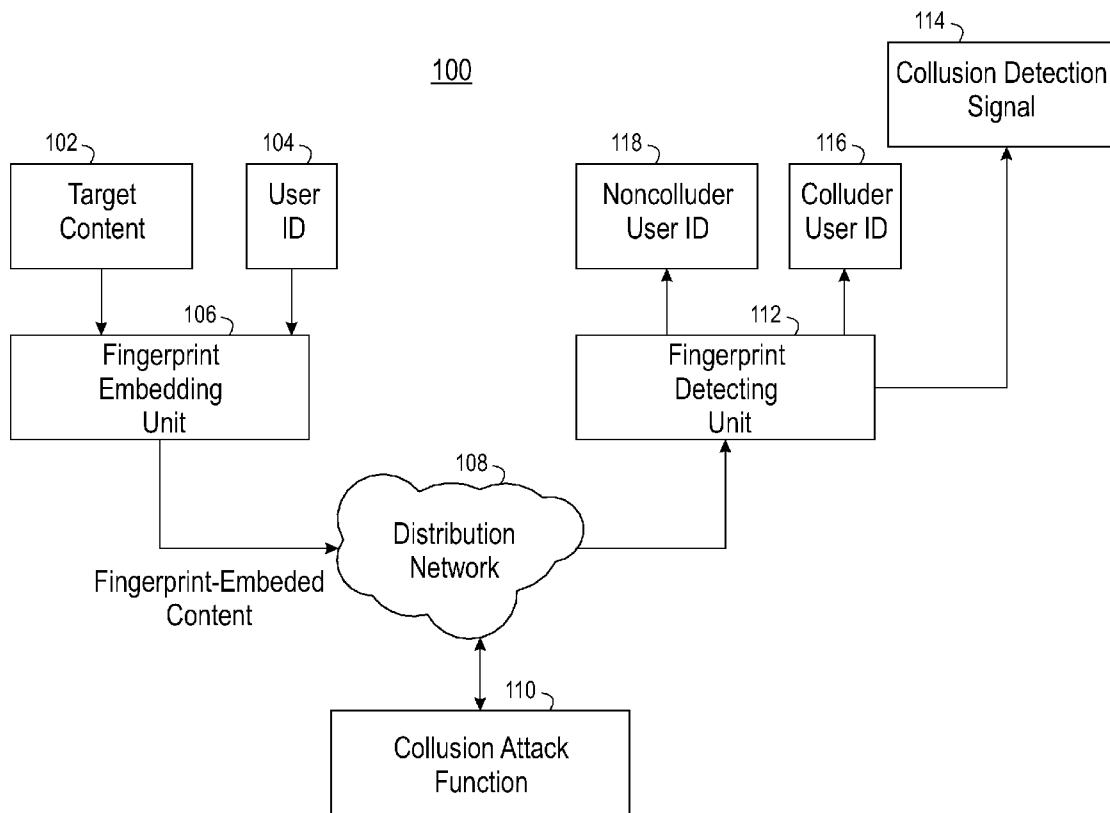 114
Collusion Detection
Signal
100
102
Target
Content
104
User
ID
118
Noncolluder
User ID
116
Colluder
User ID
106
Fingerprint
Embedding
Unit
112
Fingerprint
Detecting
Unit
108
Distribution
Network
Fingerprint-Embeded
Content
110
Collusion Attack
Function